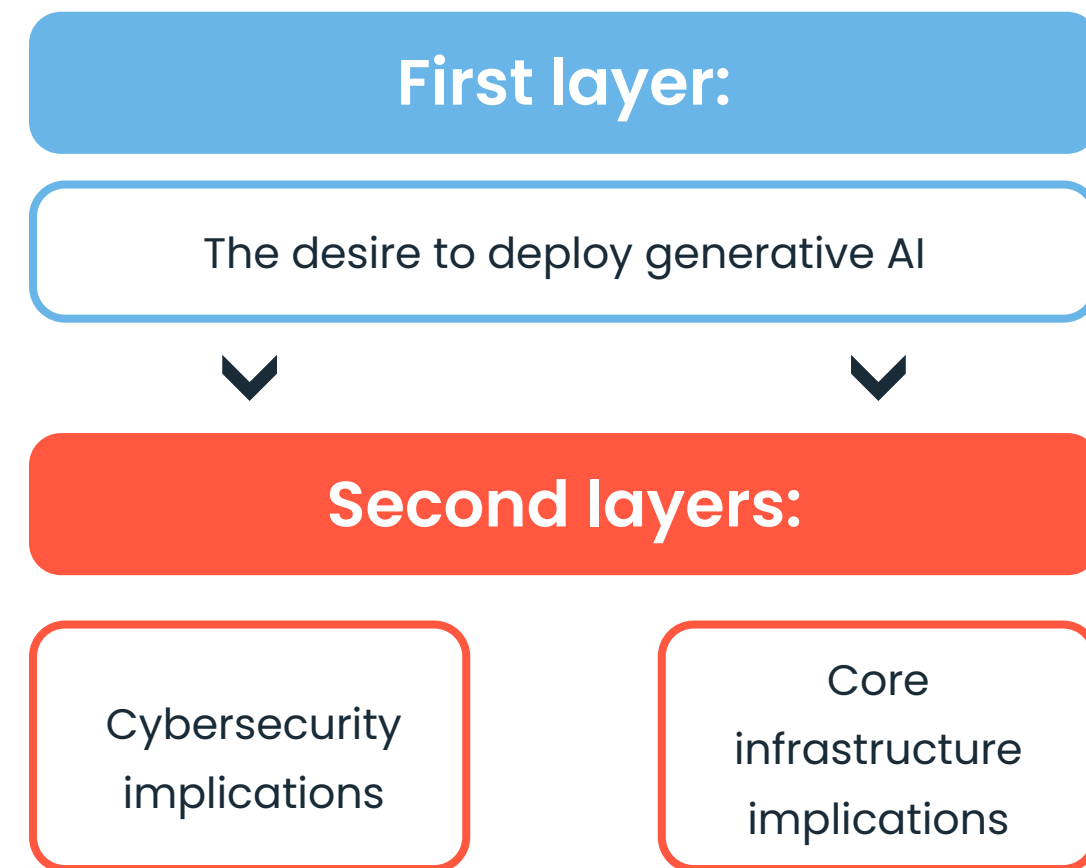 First layer:
The desire to deploy generative AI
Second layers:
Cybersecurity
implications
Core
infrastructure
implications